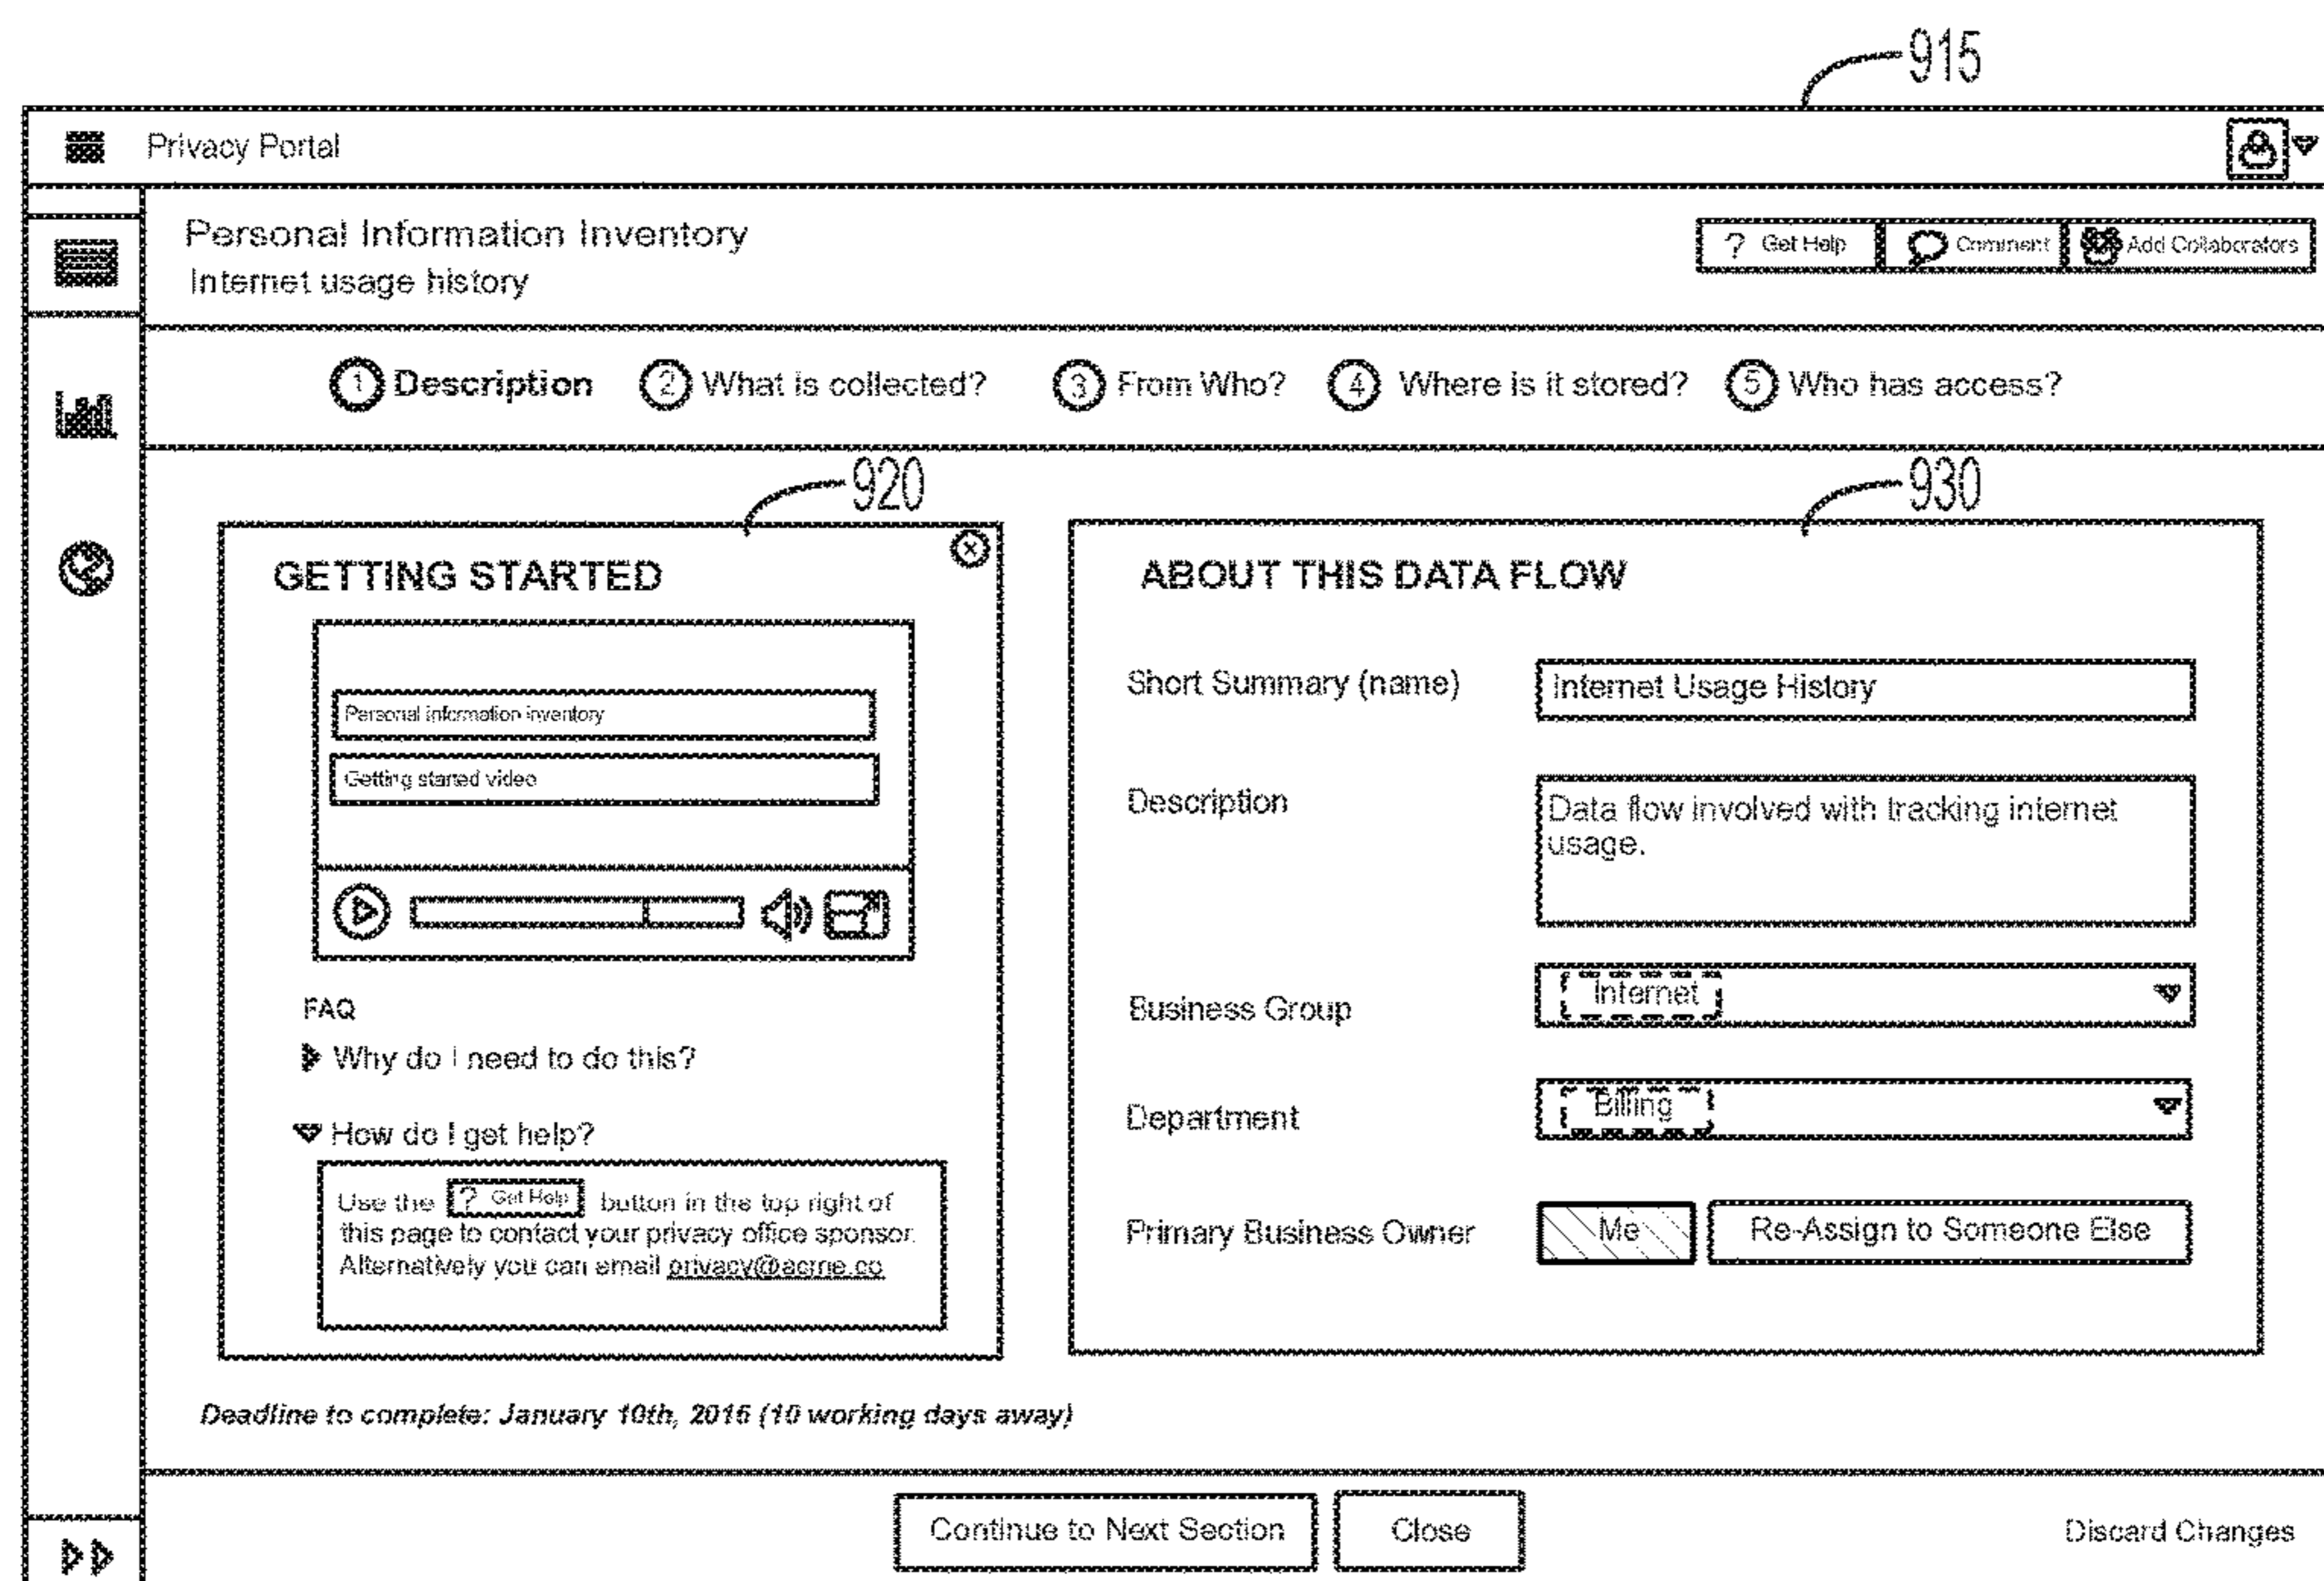 915
Privacy Portal
Personal Information Inventory
Internet usage history
? Get Help
Comment
Add Collaborators
1 Description
2 What is collected?
3 From Who?
4 Where is it stored?
5 Who has access?
920
GETTING STARTED
Personal information inventory
Getting started video
FAQ
Why do I need to do this?
How do I get help?
Use the ? Get Help button in the top right of
this page to contact your privacy office sponsor.
Alternatively you can email privacy@acme.co
930
ABOUT THIS DATA FLOW
Short Summary (name)
Internet Usage History
Description
Data flow involved with tracking internet
usage.
Business Group
Internet
Department
Billing
Primary Business Owner
Me
Re-Assign to Someone Else
Deadline to complete: January 10th, 2015 (10 working days away)
Continue to Next Section
Close
Discard Changes